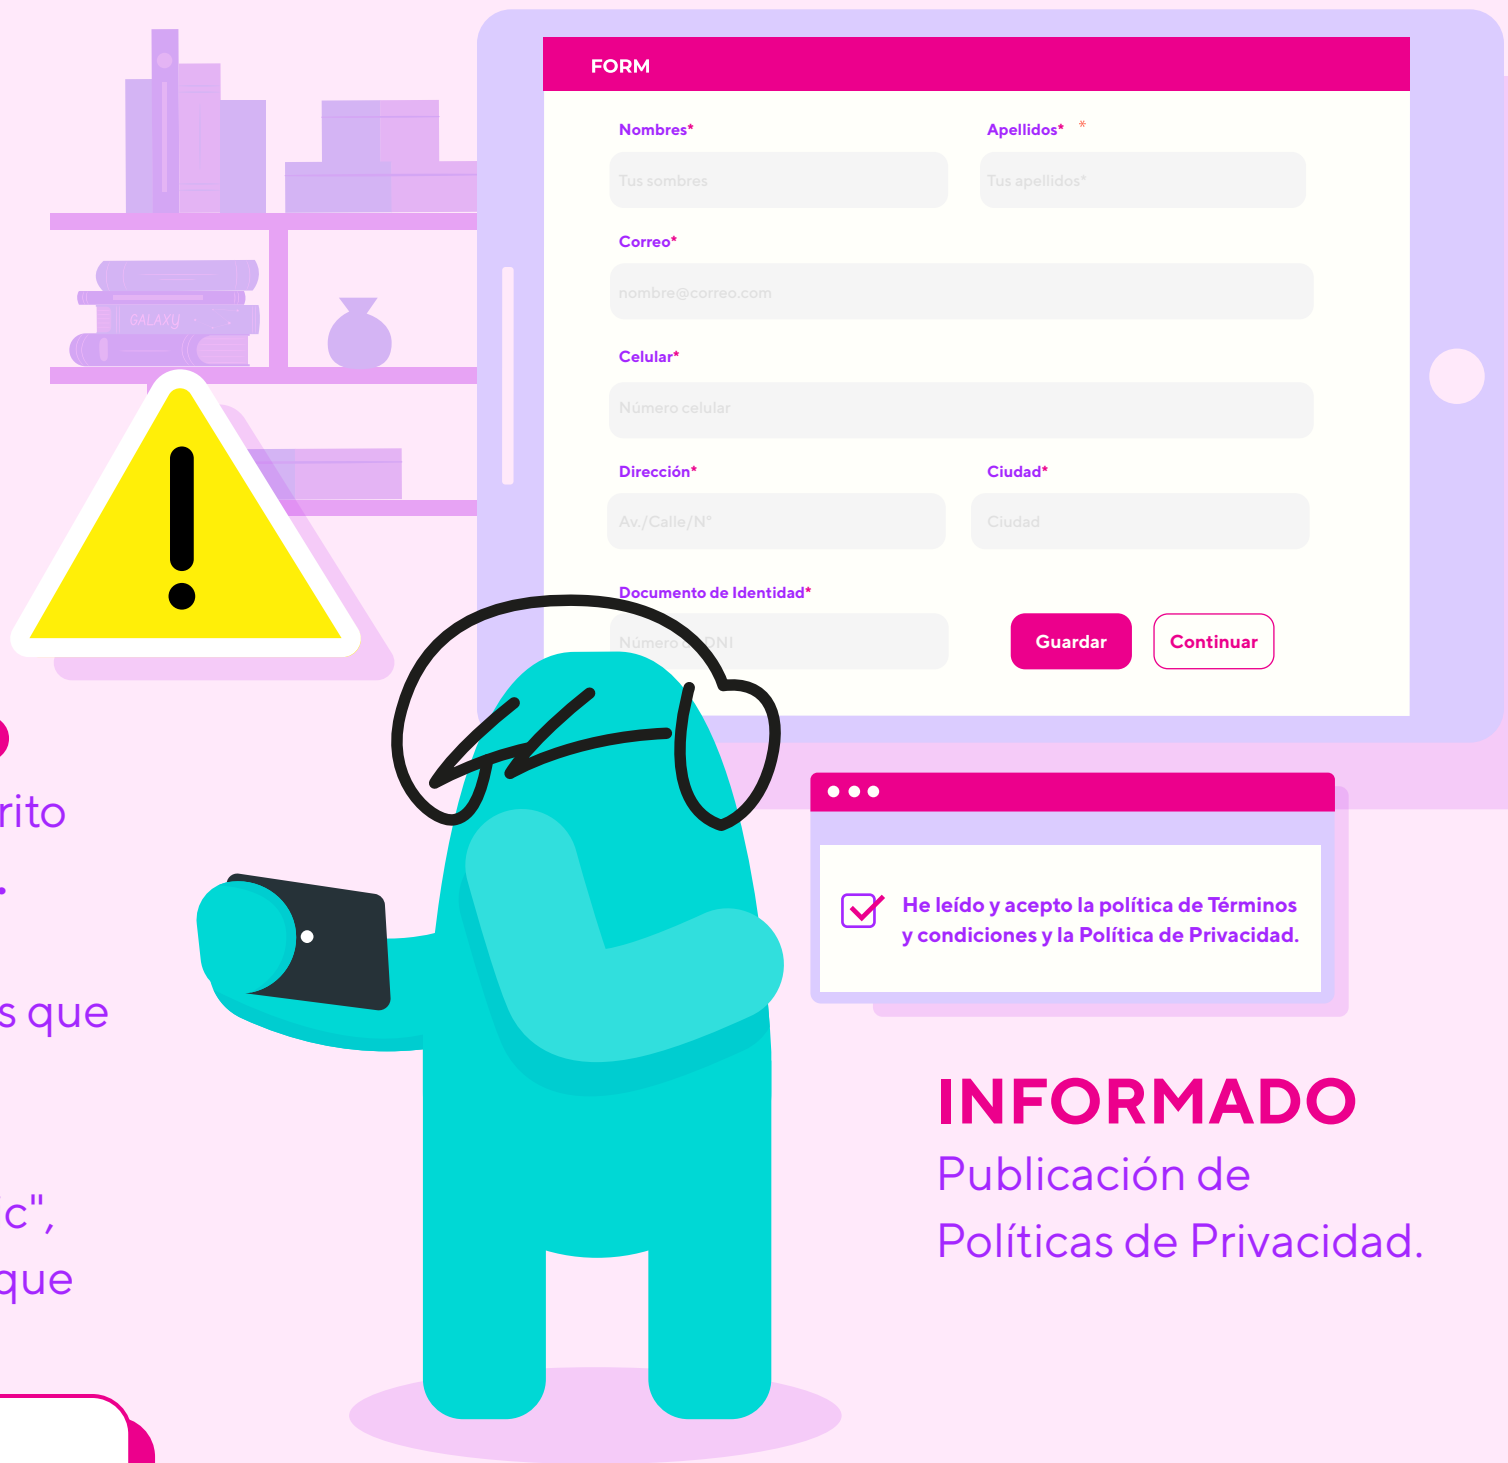 FORM
Nombres* Apellidos* *
Tus sombres Tus apellidos*
Correo*
nombre@correo.com
Celular*
Número celular
Dirección* Ciudad*
Av./Calle/N° Ciudad
Documento de Identidad*
Número DNI Guardar Continuar
GALAXY
He leído y acepto la política de Términos
y condiciones y la Política de Privacidad.
INFORMADO
Publicación de
Políticas de Privacidad.
rito
.
s que
c",
que